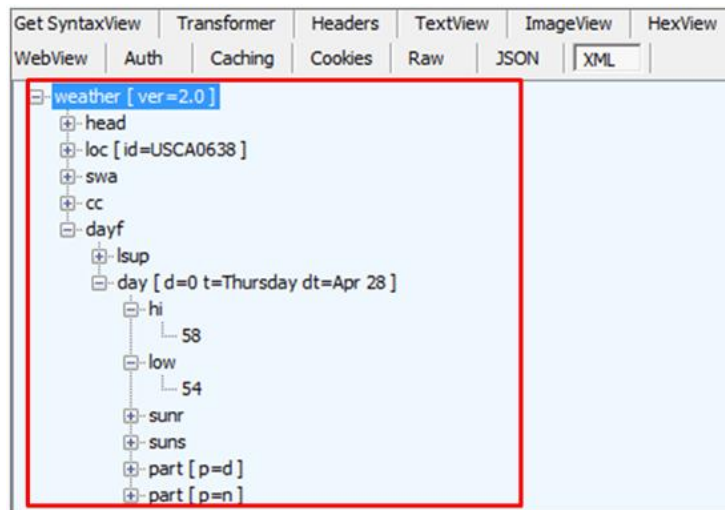 Get SyntaxView Transformer Headers TextView ImageView HexView
WebView Auth Caching Cookies Raw JSON XML
weather [ ver=2.0 ]
head
loc [ id=USCA0638 ]
swa
cc
dayf
lsup
day [ d=0 t=Thursday dt=Apr 28 ]
hi
58
low
54
sunr
suns
part [ p=d ]
part [ p=n ]